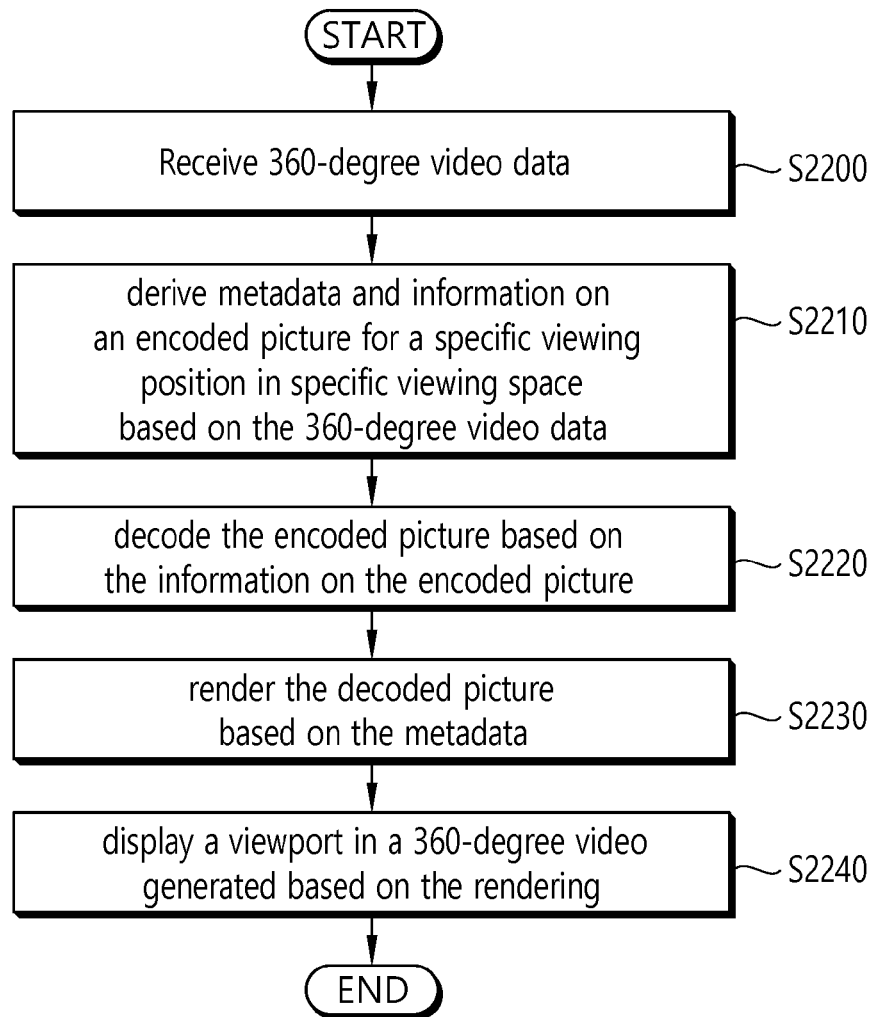 START
Receive 360-degree video data
S2200
derive metadata and information on
an encoded picture for a specific viewing
position in specific viewing space
based on the 360-degree video data
S2210
decode the encoded picture based on
the information on the encoded picture
S2220
render the decoded picture
based on the metadata
S2230
display a viewport in a 360-degree video
generated based on the rendering
S2240
END